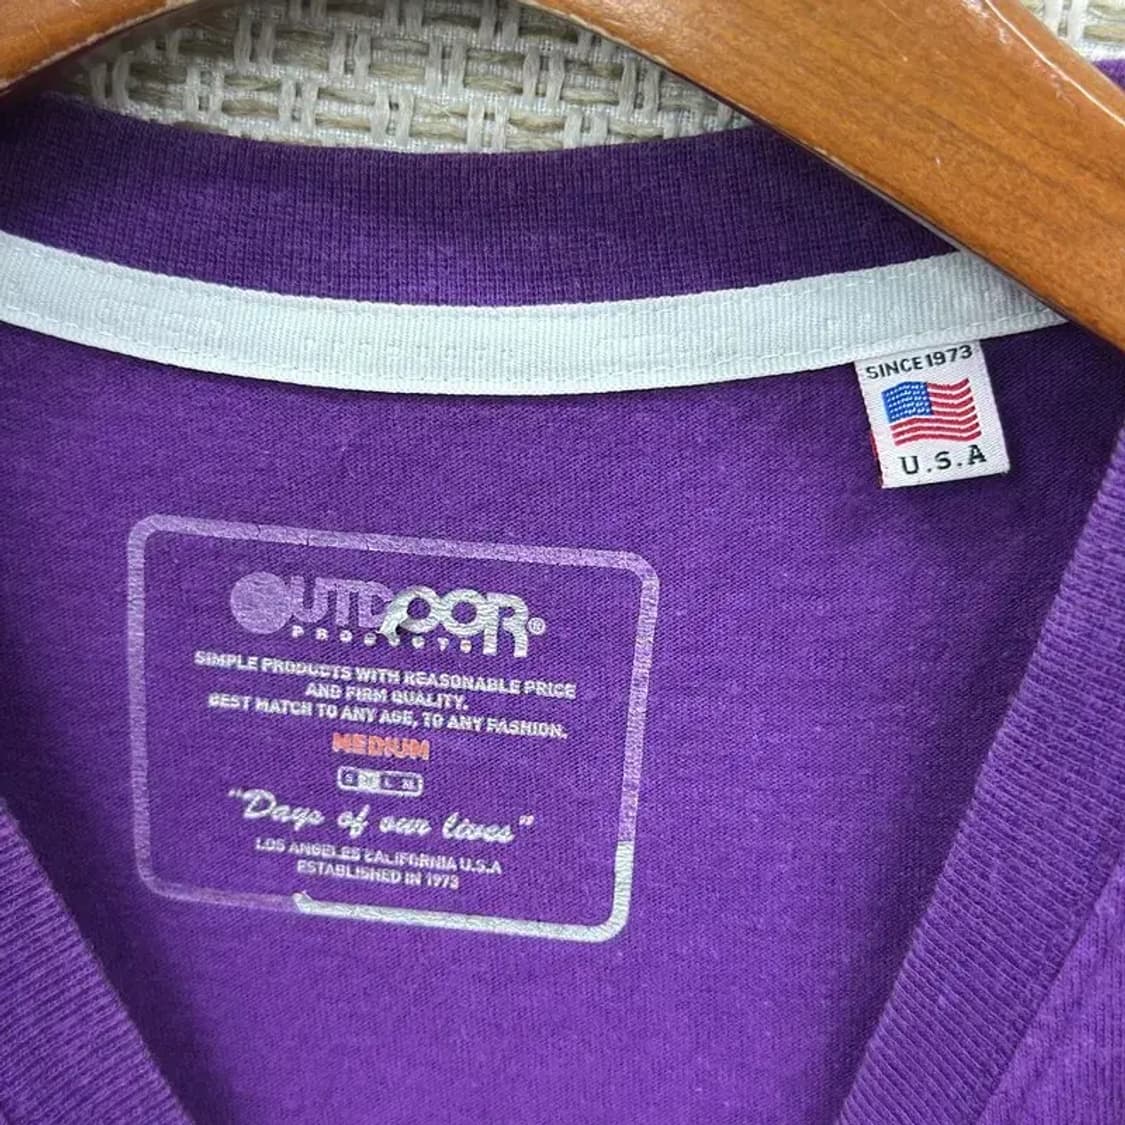 SINCE 1973
U.S.A
OUTDOOR®
PRODUCTS
SIMPLE PRODUCTS WITH REASONABLE PRICE
AND FIRM QUALITY.
BEST MATCH TO ANY AGE, TO ANY FASHION.
MEDIUM
S M L XL
"Days of our lives"
LOS ANGELES CALIFORNIA U.S.A
ESTABLISHED IN 1973